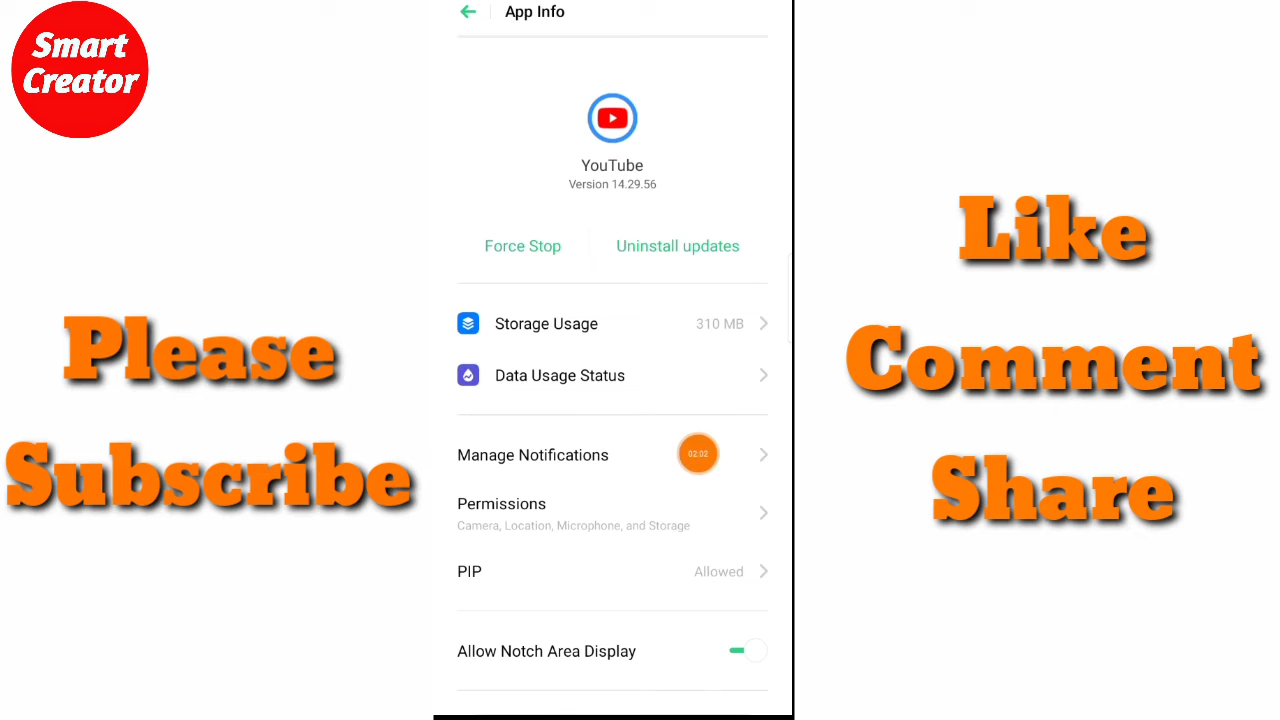 Smart
Creator
Please
Subscribe
App Info
YouTube
Version 14.29.56
Force Stop
Uninstall updates
Storage Usage 310 MB
Data Usage Status
Manage Notifications
02:02
Permissions
Camera, Location, Microphone, and Storage
PIP Allowed
Allow Notch Area Display
Like
Comment
Share